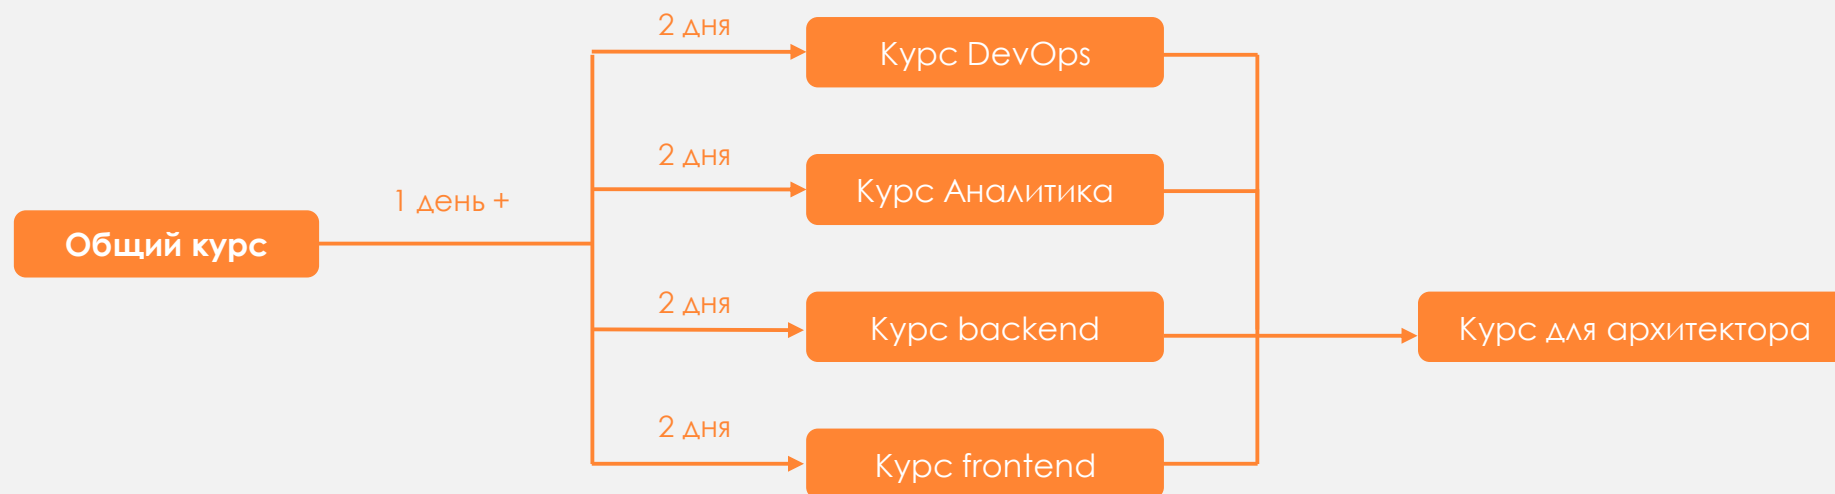 2 дня
Курс DevOps
2 дня
Курс Аналитика
1 день +
Общий курс
2 дня
Курс backend
Курс для архитектора
2 дня
Курс frontend